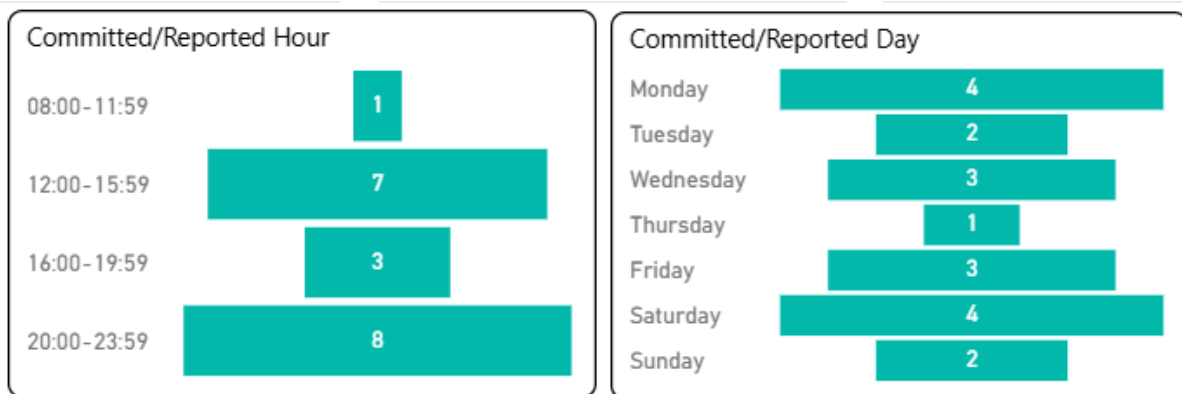 Committed/Reported Hour
08:00-11:59 1
12:00-15:59 7
16:00-19:59 3
20:00-23:59 8
Committed/Reported Day
Monday 4
Tuesday 2
Wednesday 3
Thursday 1
Friday 3
Saturday 4
Sunday 2